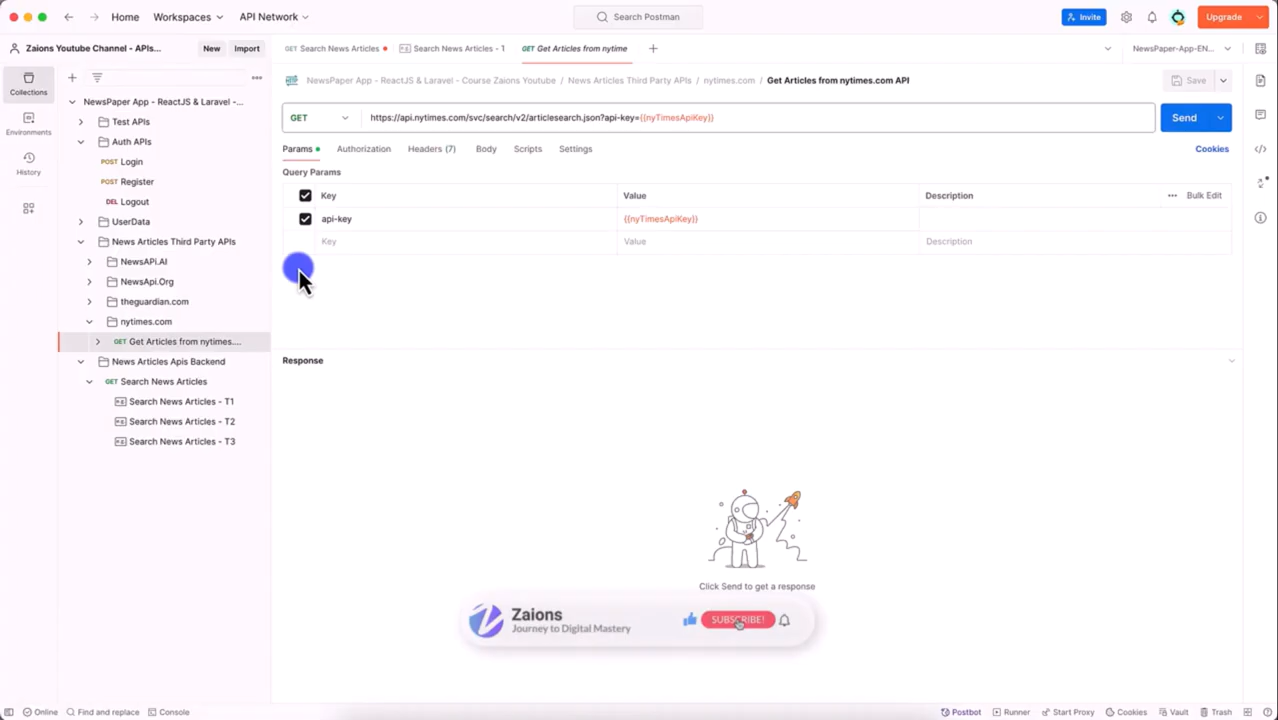 Home Workspaces API Network Search Postman Invite Upgrade
Zaions Youtube Channel - APIs... New Import Search News Articles Search News Articles - 1 GET Get Articles from nytime NewsPaper-App-EN...
NewsPaper App - ReactJS & Laravel - Course Zaions Youtube / News Articles Third Party APIs / nytimes.com / Get Articles from nytimes.com API Save
Collections
Environments
History
NewsPaper App - ReactJS & Laravel -...
Test APIs
Auth APIs
POST Login
POST Register
DEL Logout
UserData
News Articles Third Party APIs
NewsAPi.AI
NewsApi.Org
theguardian.com
nytimes.com
GET Get Articles from nytimes....
News Articles Apis Backend
GET Search News Articles
Search News Articles - T1
Search News Articles - T2
Search News Articles - T3
GET https://api.nytimes.com/svc/search/v2/articlesearch.json?api-key={{nyTimesApiKey}} Send
Params Authorization Headers (7) Body Scripts Settings Cookies
Query Params
Key Value Description Bulk Edit
api-key {{nyTimesApiKey}}
Key Value Description
Response
Click Send to get a response
Zaions
Journey to Digital Mastery
SUBSCRIBE!
Online Find and replace Console Postbot Runner Start Proxy Cookies Vault Trash